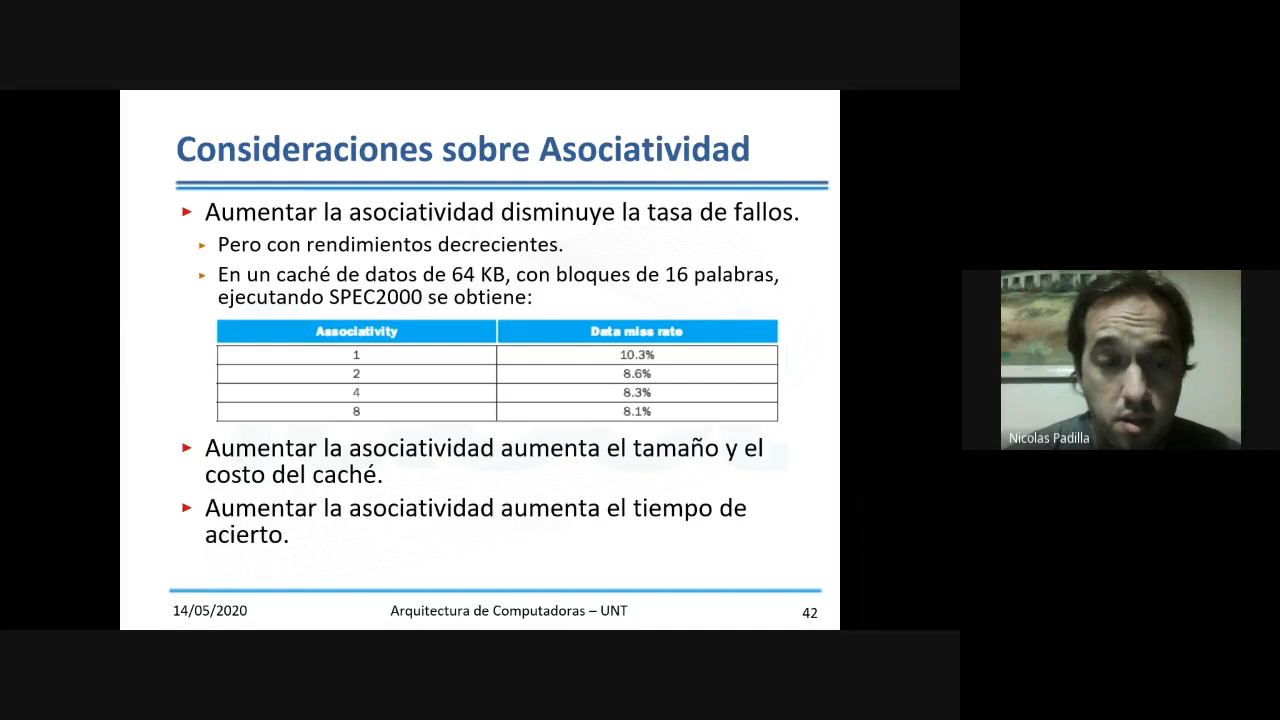 Consideraciones sobre Asociatividad
Aumentar la asociatividad disminuye la tasa de fallos.
Pero con rendimientos decrecientes.
En un caché de datos de 64 KB, con bloques de 16 palabras,
ejecutando SPEC2000 se obtiene:
Associativity Data miss rate
1 10.3%
2 8.6%
4 8.3%
8 8.1%
Aumentar la asociatividad aumenta el tamaño y el
costo del caché.
Aumentar la asociatividad aumenta el tiempo de
acierto.
14/05/2020 Arquitectura de Computadoras – UNT 42
Nicolas Padilla